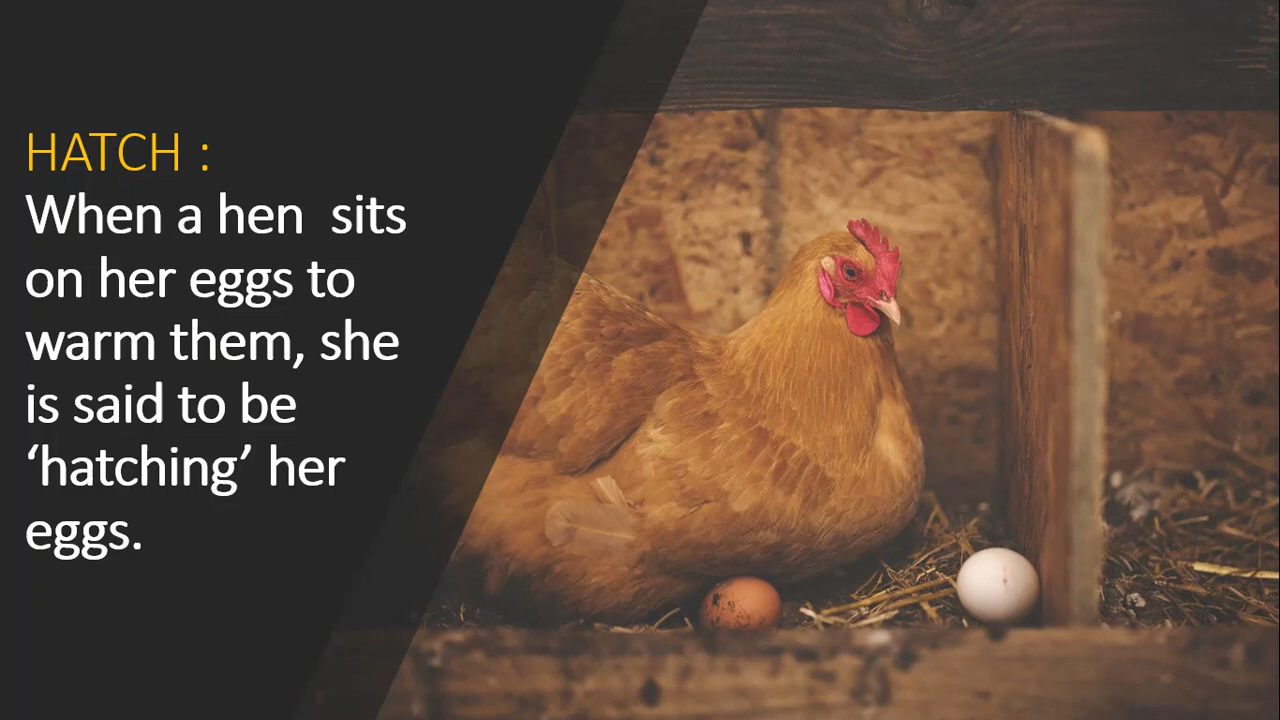 HATCH :
When a hen  sits
on her eggs to
warm them, she
is said to be
‘hatching’ her
eggs.